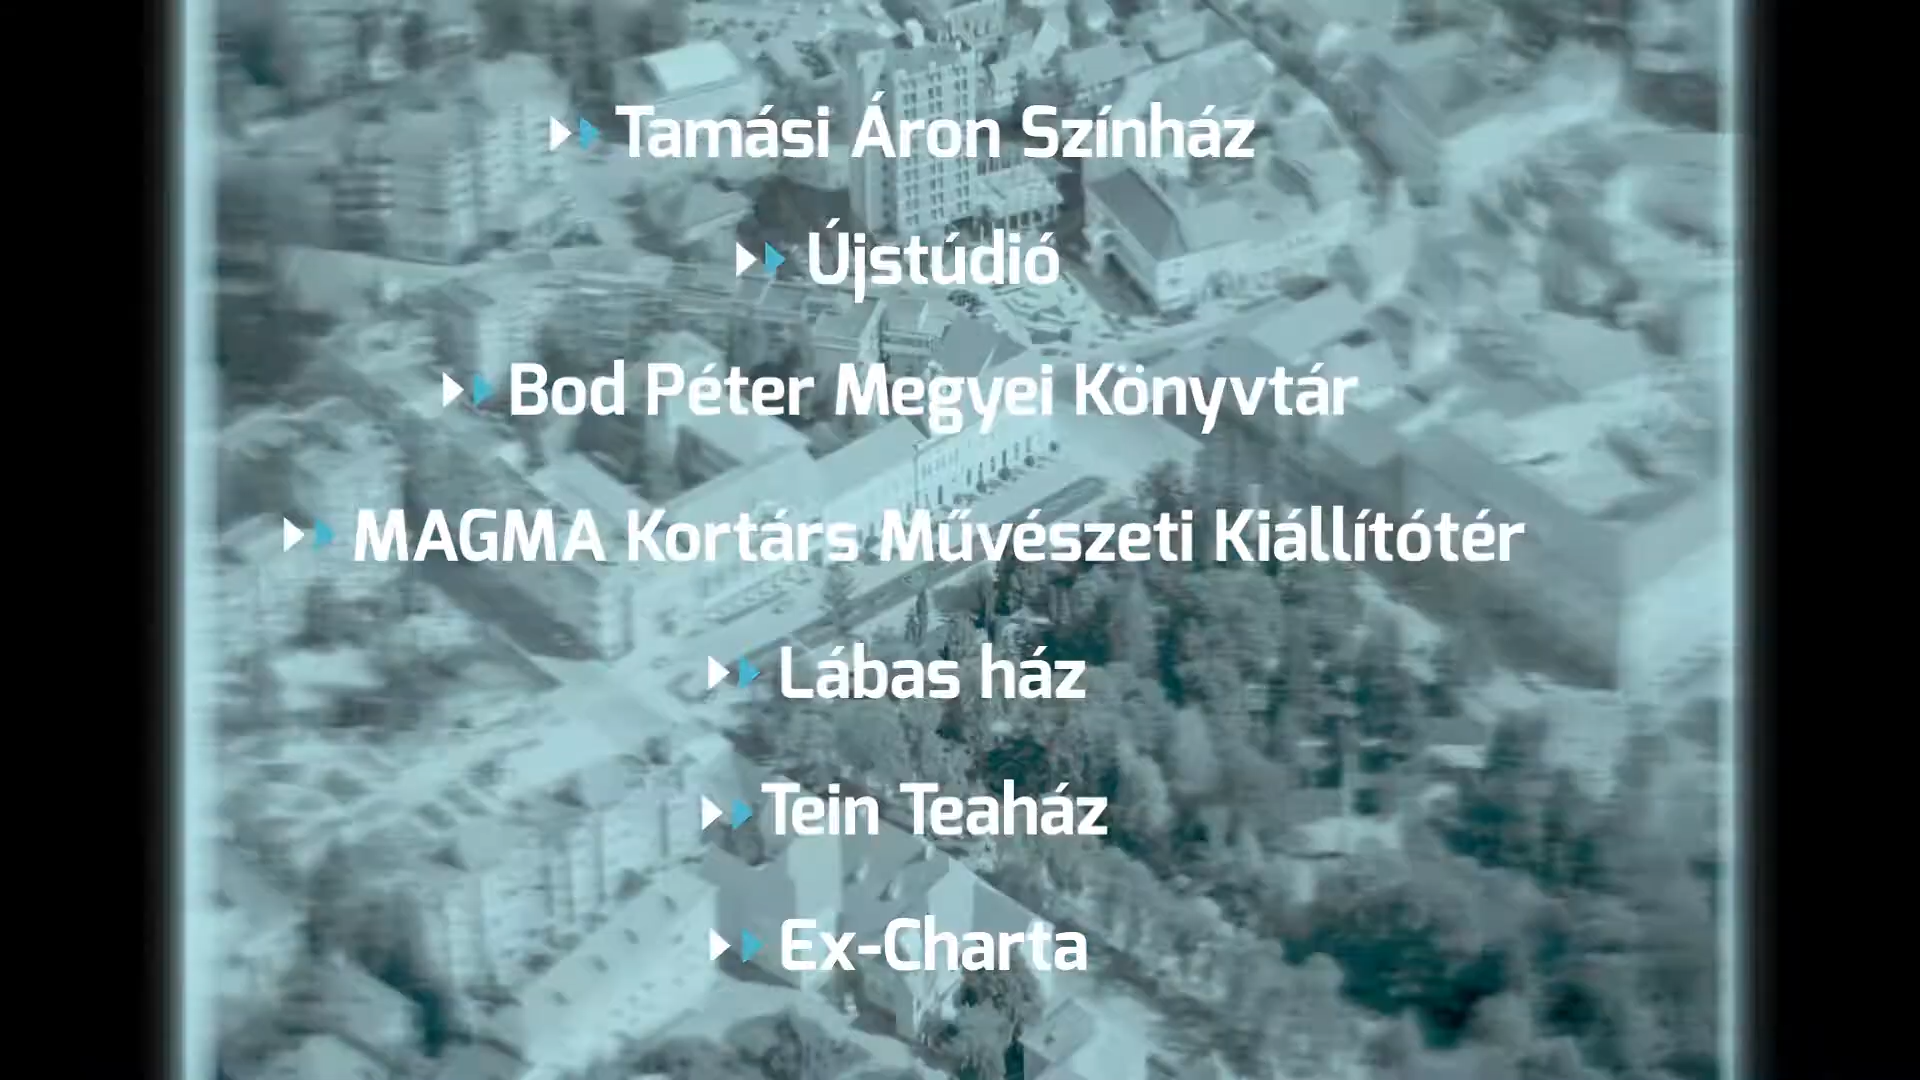 Tamási Áron Színház
Újstúdió
Bod Péter Megyei Könyvtár
MAGMA Kortárs Művészeti Kiállítótér
Lábas ház
Tein Teaház
Ex-Charta